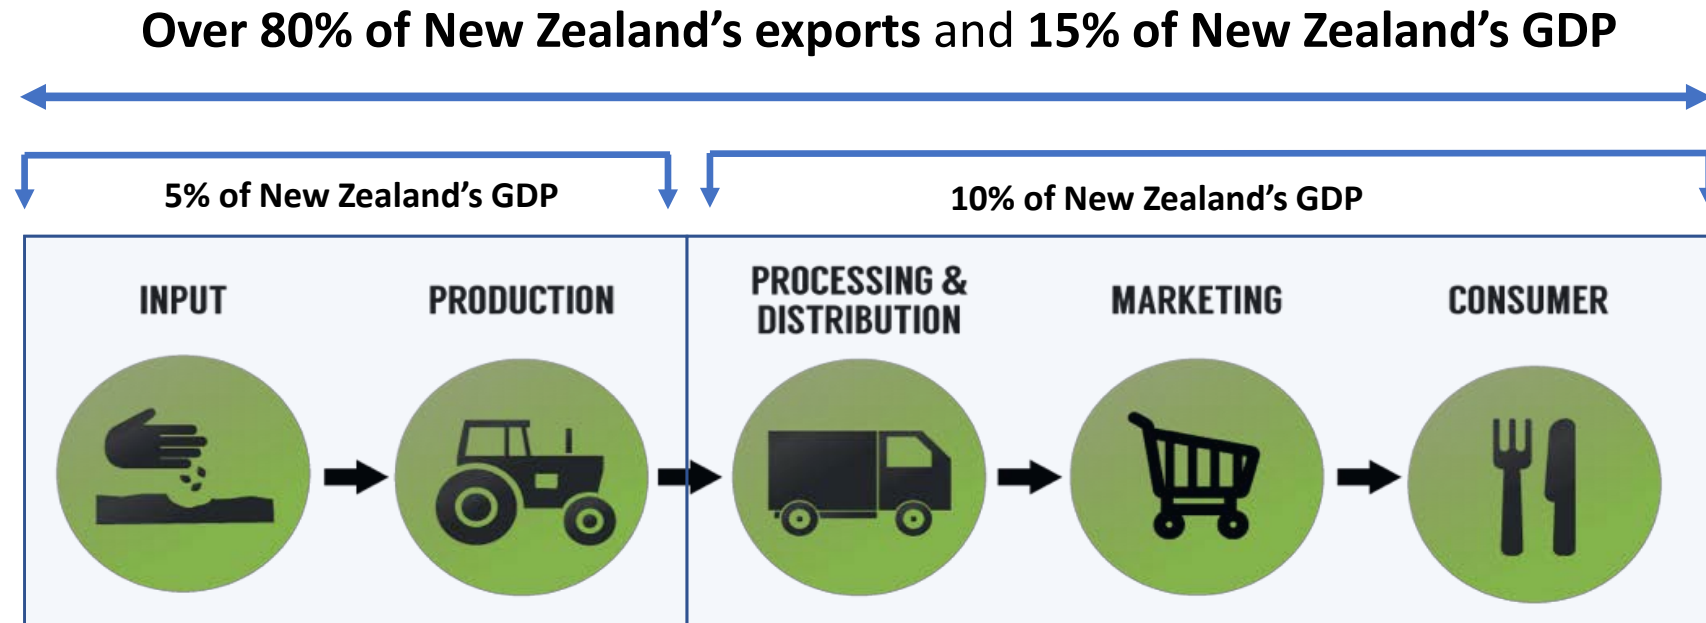 Over 80% of New Zealand’s exports and 15% of New Zealand’s GDP
5% of New Zealand’s GDP
10% of New Zealand’s GDP
INPUT
PRODUCTION
PROCESSING &
DISTRIBUTION
MARKETING
CONSUMER